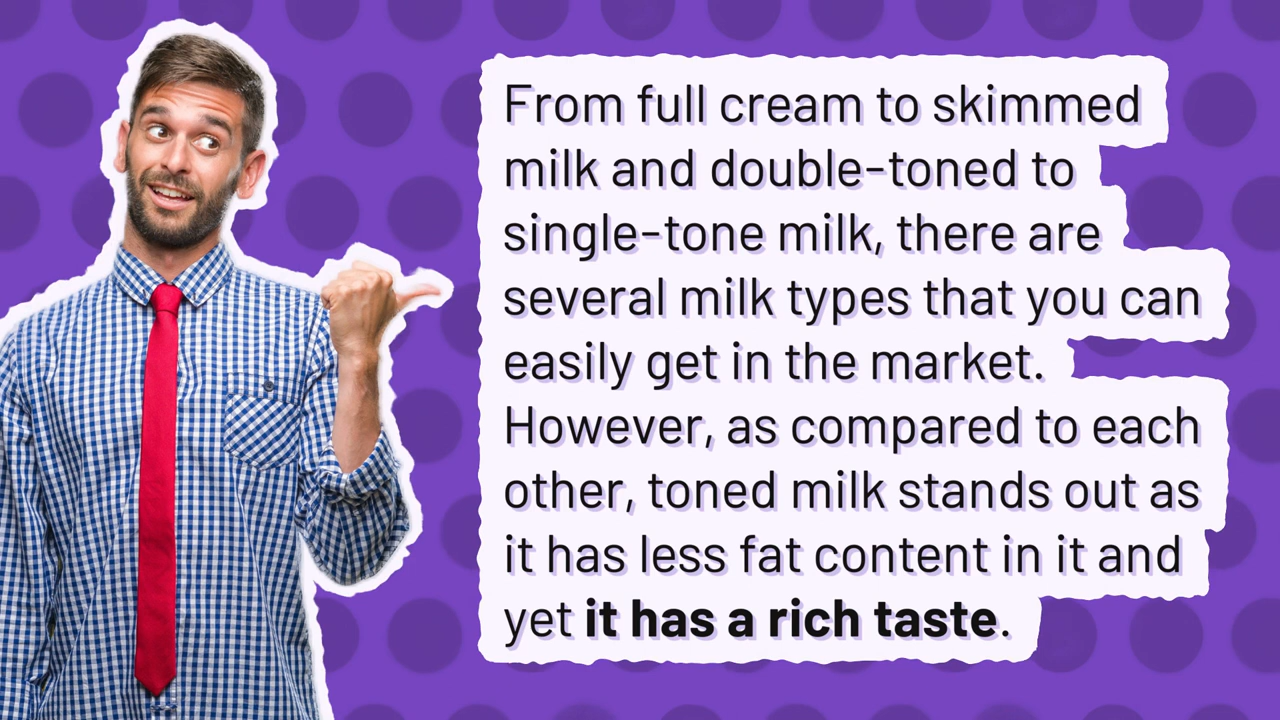 From full cream to skimmed
milk and double-toned to
single-tone milk, there are
several milk types that you can
easily get in the market.
However, as compared to each
other, toned milk stands out as
it has less fat content in it and
yet it has a rich taste.